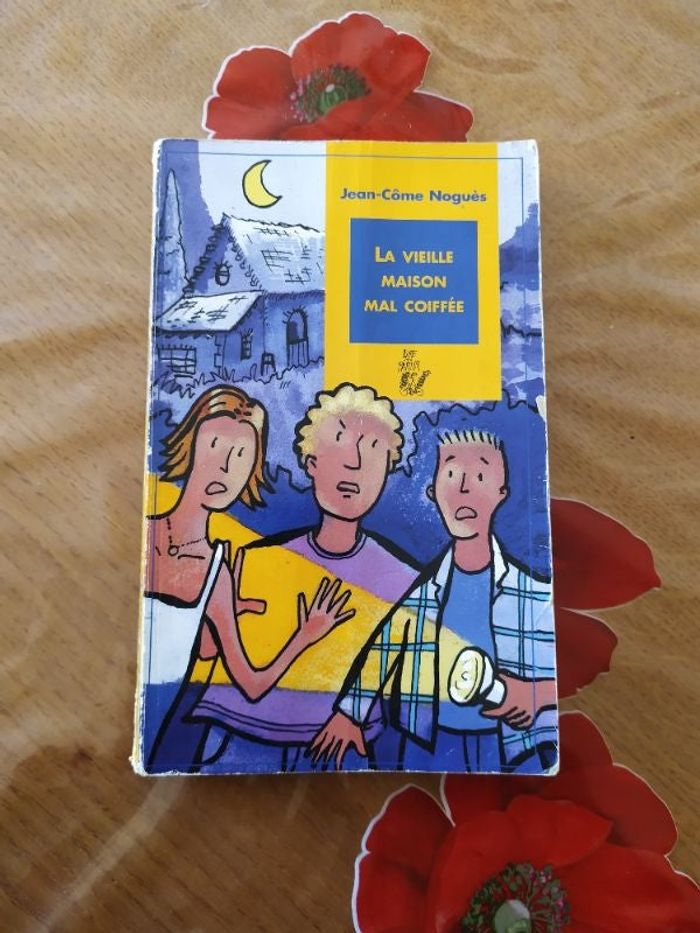 Jean-Côme Noguès
LA VIEILLE
MAISON
MAL COIFFÉE